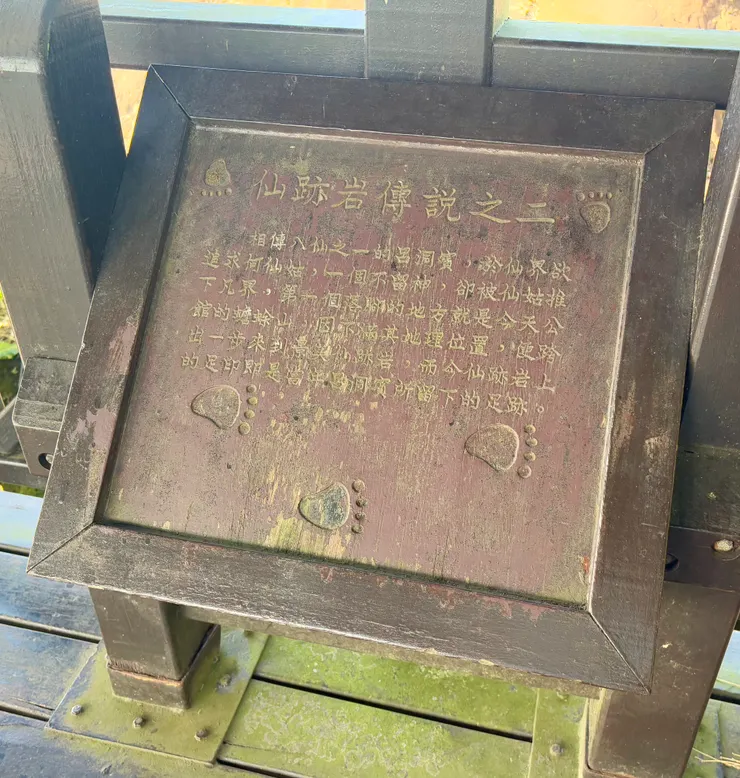 仙跡岩傳說之二
相傳八仙之一的呂洞賓，於仙界欲
追求何仙姑，一個不留神，卻被仙姑推
下凡界，第一個落腳的地方就是今天公
館的蟾蜍山，因不滿其地理位置，便跨
出一步來到景美仙跡岩，而今仙跡岩上
的足印即是當年呂洞賓所留下的足跡。